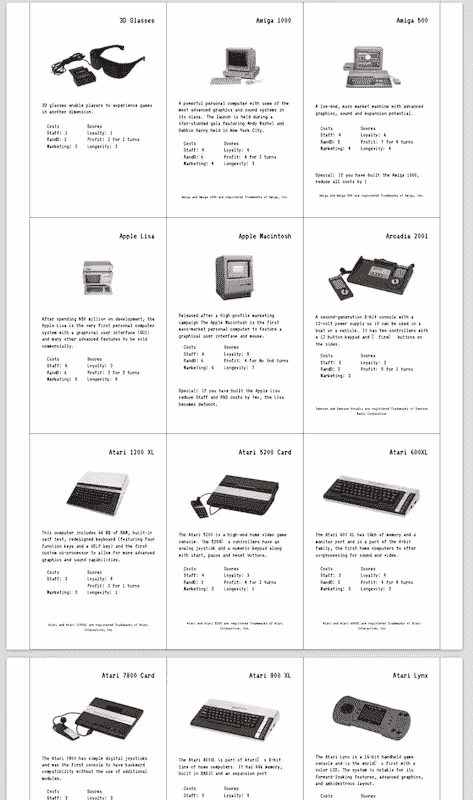 3D Glasses
3D glasses enable players to experience games
in another dimension.
Costs Scores
Staff: 1 Loyalty: 1
RandD: 2 Profit: 2 for 2 turns
Marketing: 3 Longevity: 3
Amiga 1000
A powerful personal computer with some of the
most advanced graphics and sound systems in
its class. The launch is held during a
star-studded gala featuring Andy Warhol and
Debbie Harry held in New York City.
Costs Scores
Staff: 4 Loyalty: 4
RandD: 6 Profit: 4 for 2 turns
Marketing: 4 Longevity: 3
Amiga and Amiga 1000 are registered Trademarks of Amiga, Inc.
Amiga 500
A low-end, mass market machine with advanced
graphics, sound and expansion potential.
Costs Scores
Staff: 4 Loyalty: 6
RandD: 5 Profit: 7 for 4 turns
Marketing: 4 Longevity: 6
Special: If you have built the Amiga 1000,
reduce all costs by 1
Amiga and Amiga 500 are registered Trademarks of Amiga, Inc.
Apple Lisa
After spending $50 million on development, the
Apple Lisa is the very first personal computer
system with a graphical user interface (GUI)
and many other advanced features to be sold
commercially.
Costs Scores
Staff: 6 Loyalty:
RandD: 6 Profit: 2 for 3 turns
Marketing: 5 Longevity: 5
Apple Macintosh
Released after a high profile marketing
campaign The Apple Macintosh is the first
mass-market personal computer to feature a
graphical user interface and mouse.
Costs Scores
Staff: 4 Loyalty: 5
RandD: 6 Profit: 4 for No End turns
Marketing: 6 Longevity: 7
Special: If you have built the Apple Lisa
reduce Staff and RND costs by two, the Lisa
becomes defunct.
Arcadia 2001
A second-generation 8-bit console with a
12-volt power supply so it can be used in a
boat or a vehicle. It has two controllers with
a 12 button keypad and fire buttons on
the sides.
Costs Scores
Staff: 3 Loyalty: 3
RandD: 3 Profit: 5 for 2 turns
Marketing: 3
Emerson and Emerson Arcadia are registered Trademarks of Emerson
Radio Corporation
Atari 1200 XL
This computer includes 64 KB of RAM, built-in
self test, redesigned keyboard (featuring four
function keys and a HELP key) and the first
custom co-processor to allow for more advanced
graphics and sound capabilities.
Costs Scores
Staff: 3 Loyalty: 4
Profit: 2 for 1 turns
Marketing: 3 Longevity: 1
Atari and Atari 1200XL are registered Trademarks of Atari
Interactive, Inc
Atari 5200 Card
The Atari 5200 is a high-end home video game
console. The 5200 s controllers have an
analog joystick and a numeric keypad along
with start, pause and reset buttons.
Costs Scores
Staff: 4 Loyalty: 3
RandD: 4 Profit: 4 for 2 turns
Marketing: 3 Longevity: 1
Atari and Atari 5200 are registered Trademarks of Atari
Interactive, Inc
Atari 600XL
The Atari 600 XL has 16kb of memory and a
monitor port and is a part of the 8-bit
family, the first home computers to offer
co-processing for sound and video.
Costs Scores
Staff: 3 Loyalty: 4
RandD: 3 Profit: 4 for 4 turns
Marketing: 3 Longevity:
Atari and Atari 600XL are registered Trademarks of Atari
Interactive, Inc
Atari 7800 Card
The Atari 7800 has simple digital joysticks
and was the first console to have backward
compatibility without the use of additional
modules.
Costs Scores
Staff: 3
Atari 800 XL
The Atari 800XL is part of Atari s 8-bit
line of home computers. It has 64k memory,
built in BASIC and an expansion port
Costs Scores
Atari Lynx
The Atari Lynx is a 16-bit handheld game
console and is the world s first with a
color LCD. The system is notable for its
forward-looking features, advanced graphics,
and ambidextrous layout.
Costs Scores